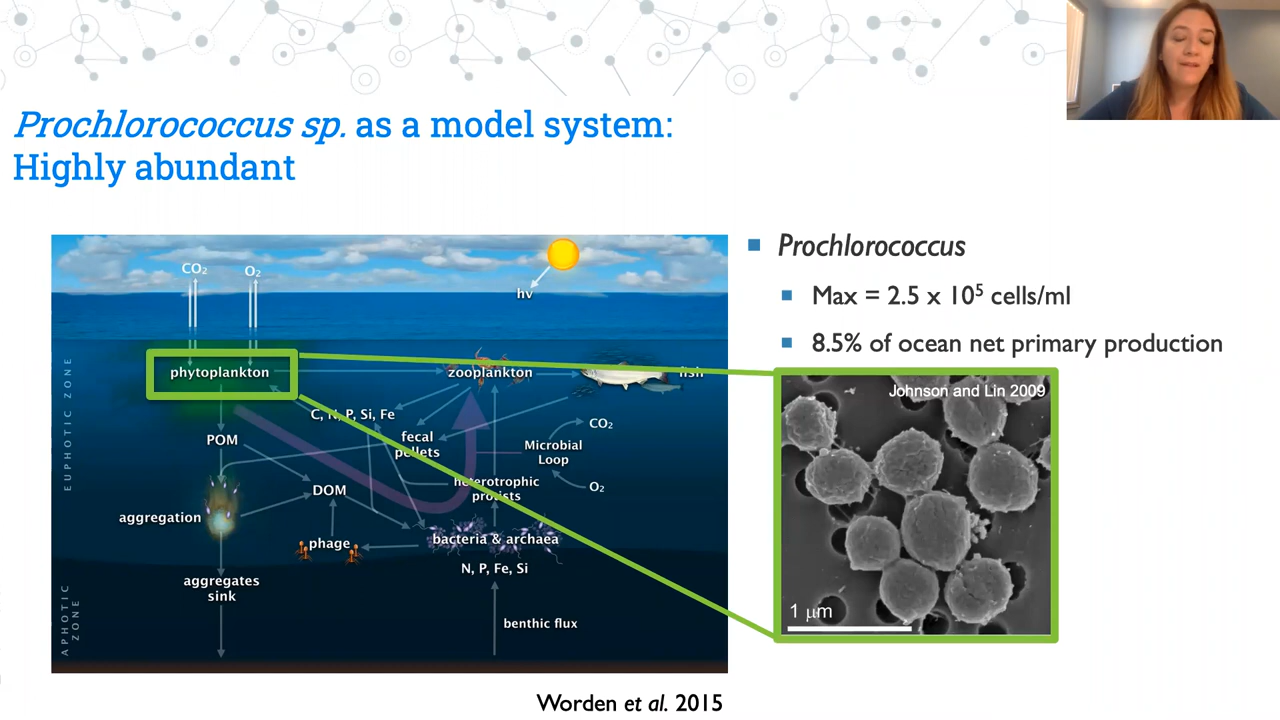 Prochlorococcus sp. as a model system:
Highly abundant
CO2
O2
hv
EUPHOTIC ZONE
phytoplankton
zooplankton
fish
C, N, P, Si, Fe
POM
fecal
pellets
CO2
Microbial
Loop
DOM
heterotrophic
protists
O2
aggregation
phage
bacteria & archaea
N, P, Fe, Si
aggregates
sink
APHOTIC
ZONE
benthic flux
Worden et al. 2015
Prochlorococcus
Max = 2.5 x 10⁵ cells/ml
8.5% of ocean net primary production
Johnson and Lin 2009
1 µm